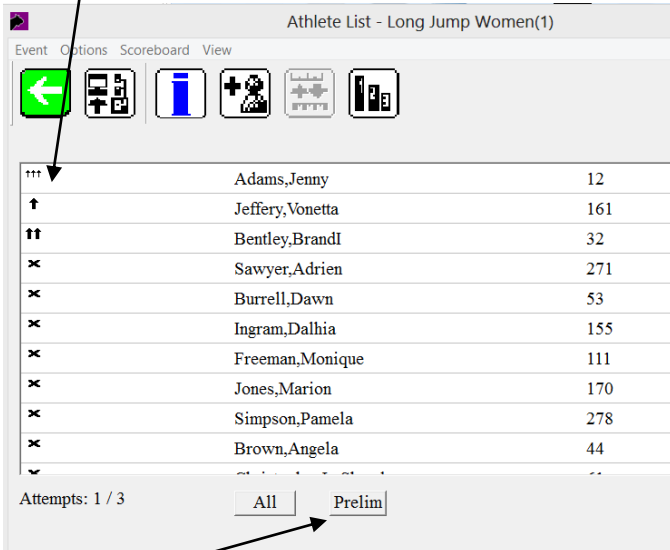 Athlete List - Long Jump Women(1)
Event Options Scoreboard View
Adams,Jenny 12
Jeffery,Vonetta 161
Bentley,BrandI 32
Sawyer,Adrien 271
Burrell,Dawn 53
Ingram,Dalhia 155
Freeman,Monique 111
Jones,Marion 170
Simpson,Pamela 278
Brown,Angela 44
Attempts: 1 / 3 All Prelim